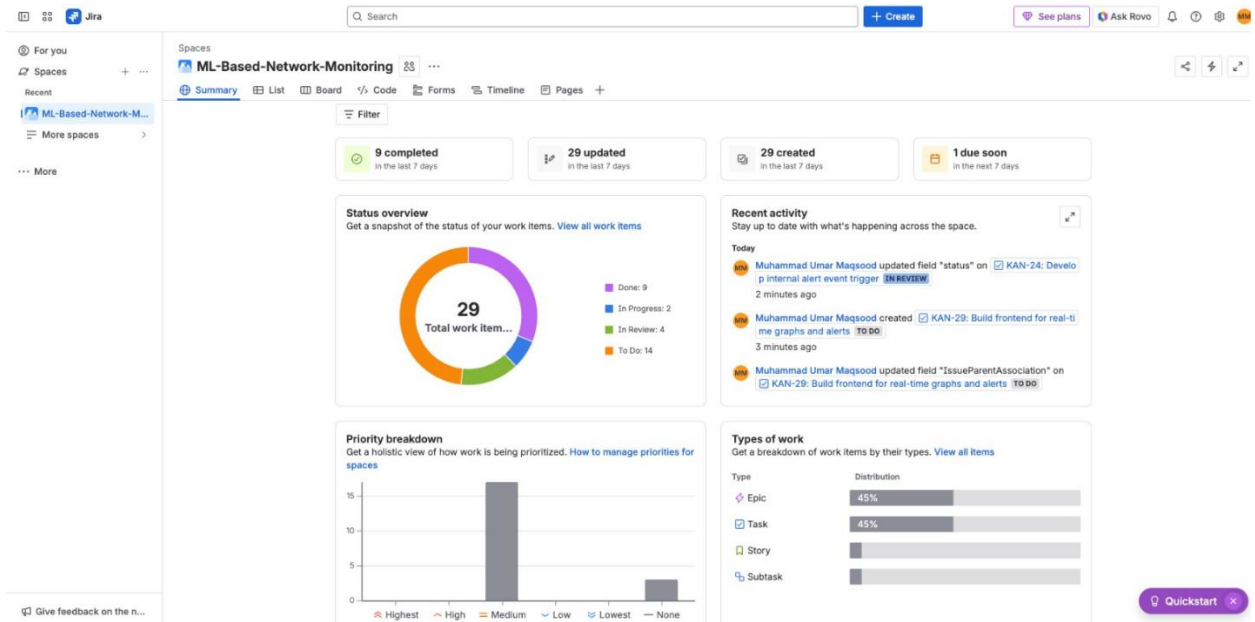 Jira
Search
+ Create
See plans
Ask Rovo
MM
For you
Spaces
Recent
ML-Based-Network-M...
More spaces
More
Give feedback on the n...
Spaces
ML-Based-Network-Monitoring
Summary
List
Board
Code
Forms
Timeline
Pages
Filter
9 completed
in the last 7 days
29 updated
in the last 7 days
29 created
in the last 7 days
1 due soon
in the next 7 days
Status overview
Get a snapshot of the status of your work items. View all work items
29
Total work item...
Done: 9
In Progress: 2
In Review: 4
To Do: 14
Recent activity
Stay up to date with what's happening across the space.
Today
MM
Muhammad Umar Maqsood updated field "status" on KAN-24: Develo
p internal alert event trigger IN REVIEW
2 minutes ago
MM
Muhammad Umar Maqsood created KAN-29: Build frontend for real-ti
me graphs and alerts TO DO
3 minutes ago
MM
Muhammad Umar Maqsood updated field "IssueParentAssociation" on
KAN-29: Build frontend for real-time graphs and alerts TO DO
Priority breakdown
Get a holistic view of how work is being prioritized. How to manage priorities for
spaces
15
10
5
0
Highest
High
Medium
Low
Lowest
None
Types of work
Get a breakdown of work items by their types. View all items
Type
Distribution
Epic
45%
Task
45%
Story
Subtask
Quickstart